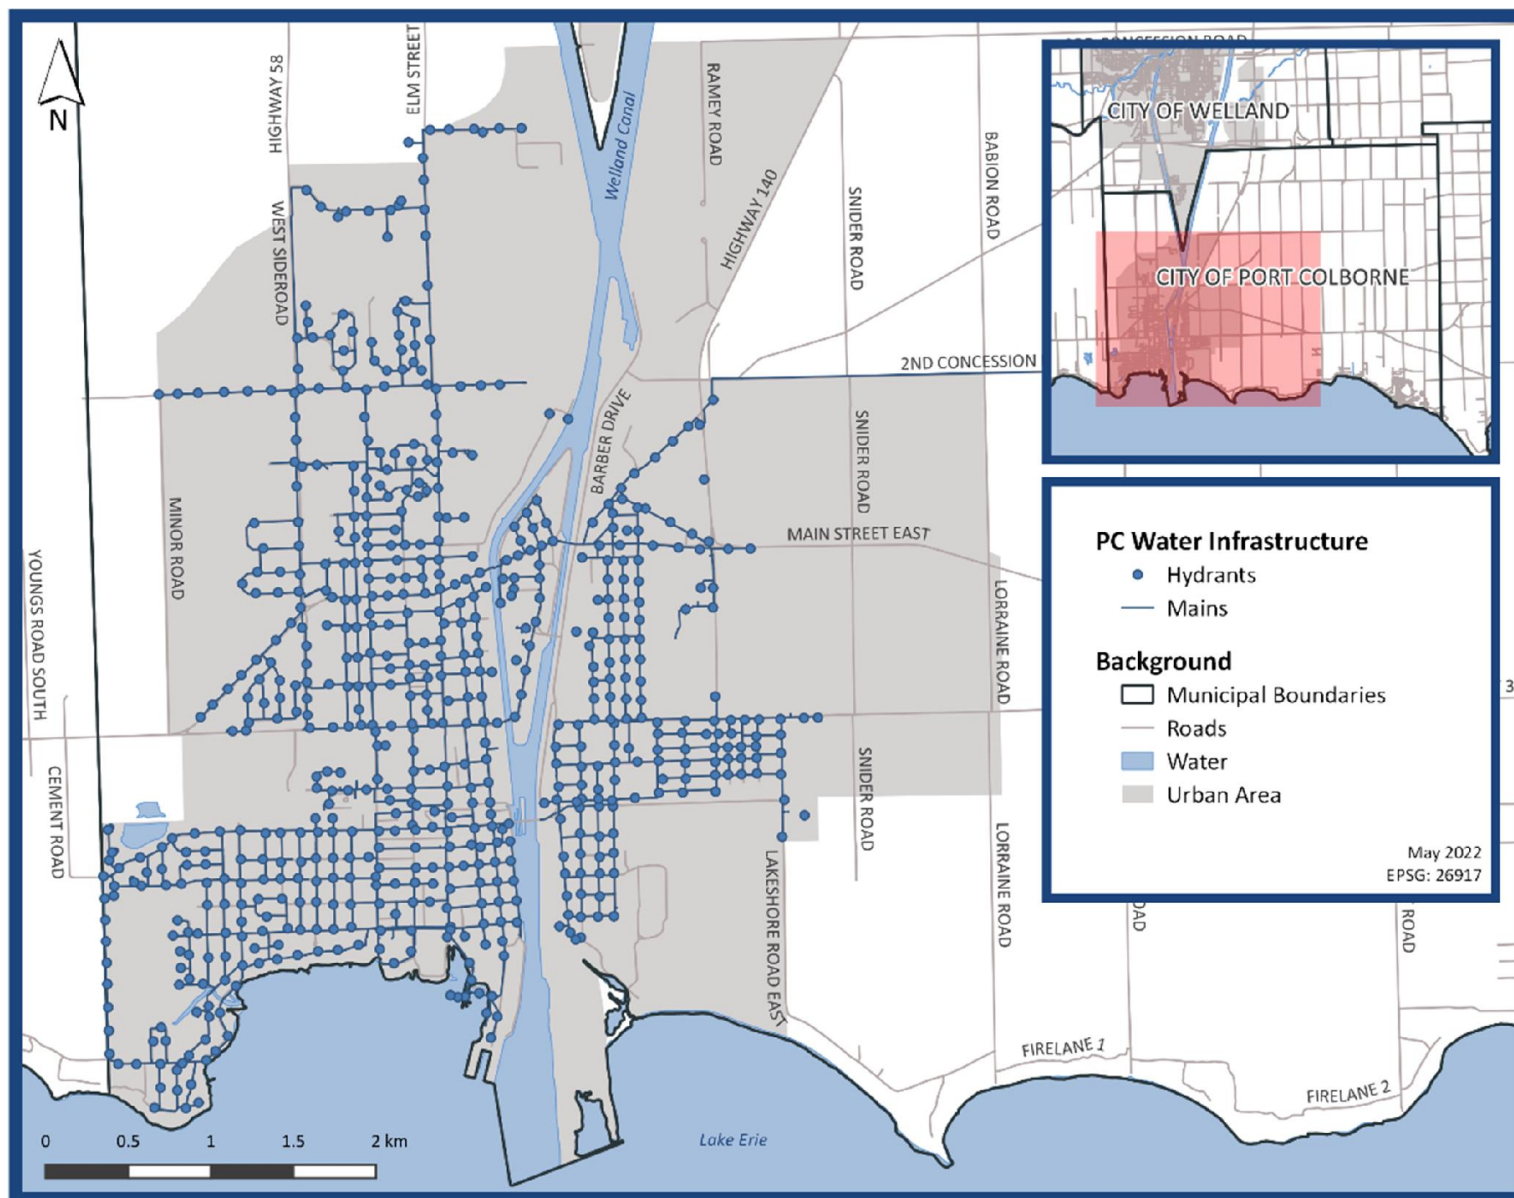 N
HIGHWAY 58
ELM STREET
Welland Canal
RAMEY ROAD
HIGHWAY 140
SNIDER ROAD
BABION ROAD
WEST SIDEROAD
2ND CONCESSION
BARBER DRIVE
SNIDER ROAD
MINOR ROAD
MAIN STREET EAST
YOUNGS ROAD SOUTH
LORRAINE ROAD
CEMENT ROAD
SNIDER ROAD
LORRAINE ROAD
LAKESHORE ROAD EAST
OAD
ROAD
3
FIRELANE 1
FIRELANE 2
Lake Erie
0 0.5 1 1.5 2 km
CITY OF WELLAND
CITY OF PORT COLBORNE
PC Water Infrastructure
Hydrants
Mains
Background
Municipal Boundaries
Roads
Water
Urban Area
May 2022
EPSG: 26917